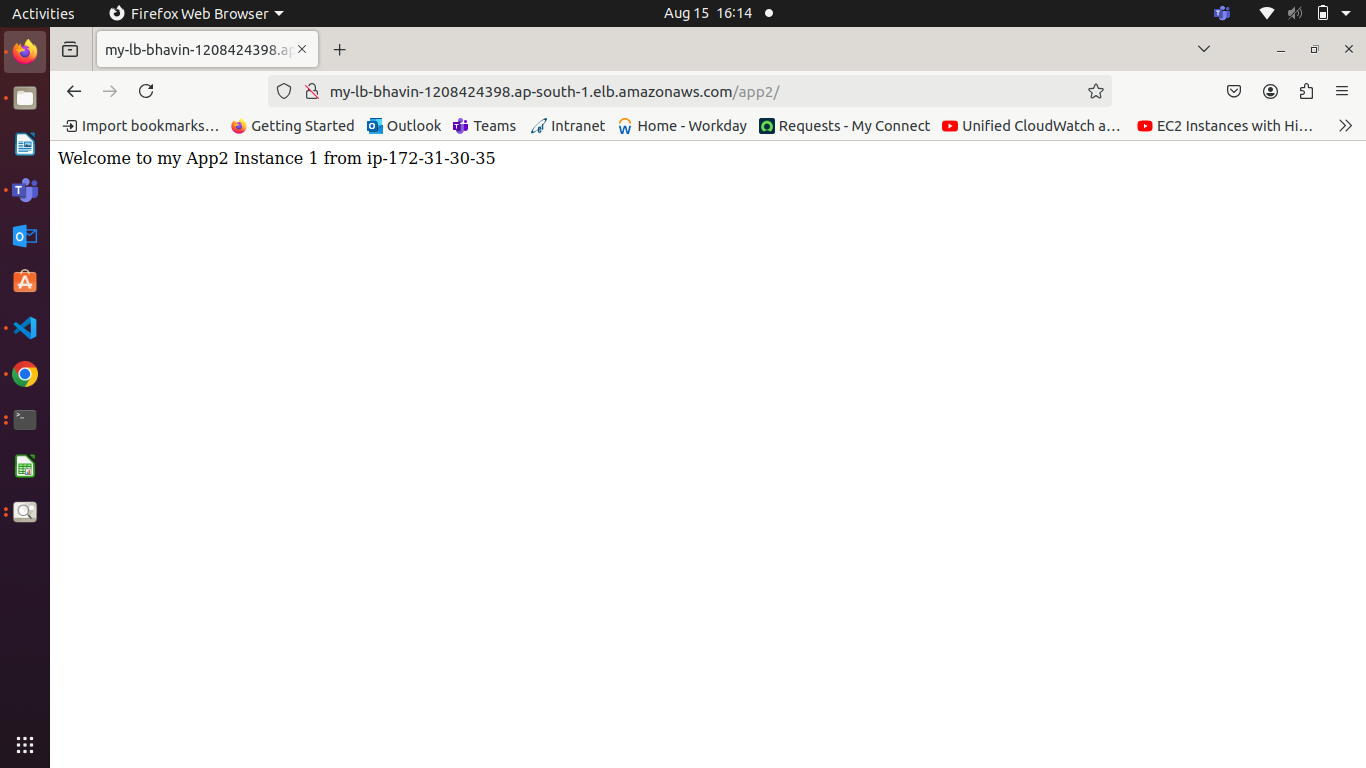 Activities Firefox Web Browser Aug 15 16:14
my-lb-bhavin-1208424398.ap
my-lb-bhavin-1208424398.ap-south-1.elb.amazonaws.com/app2/
Import bookmarks… Getting Started Outlook Teams Intranet Home - Workday Requests - My Connect Unified CloudWatch a… EC2 Instances with Hi…
Welcome to my App2 Instance 1 from ip-172-31-30-35